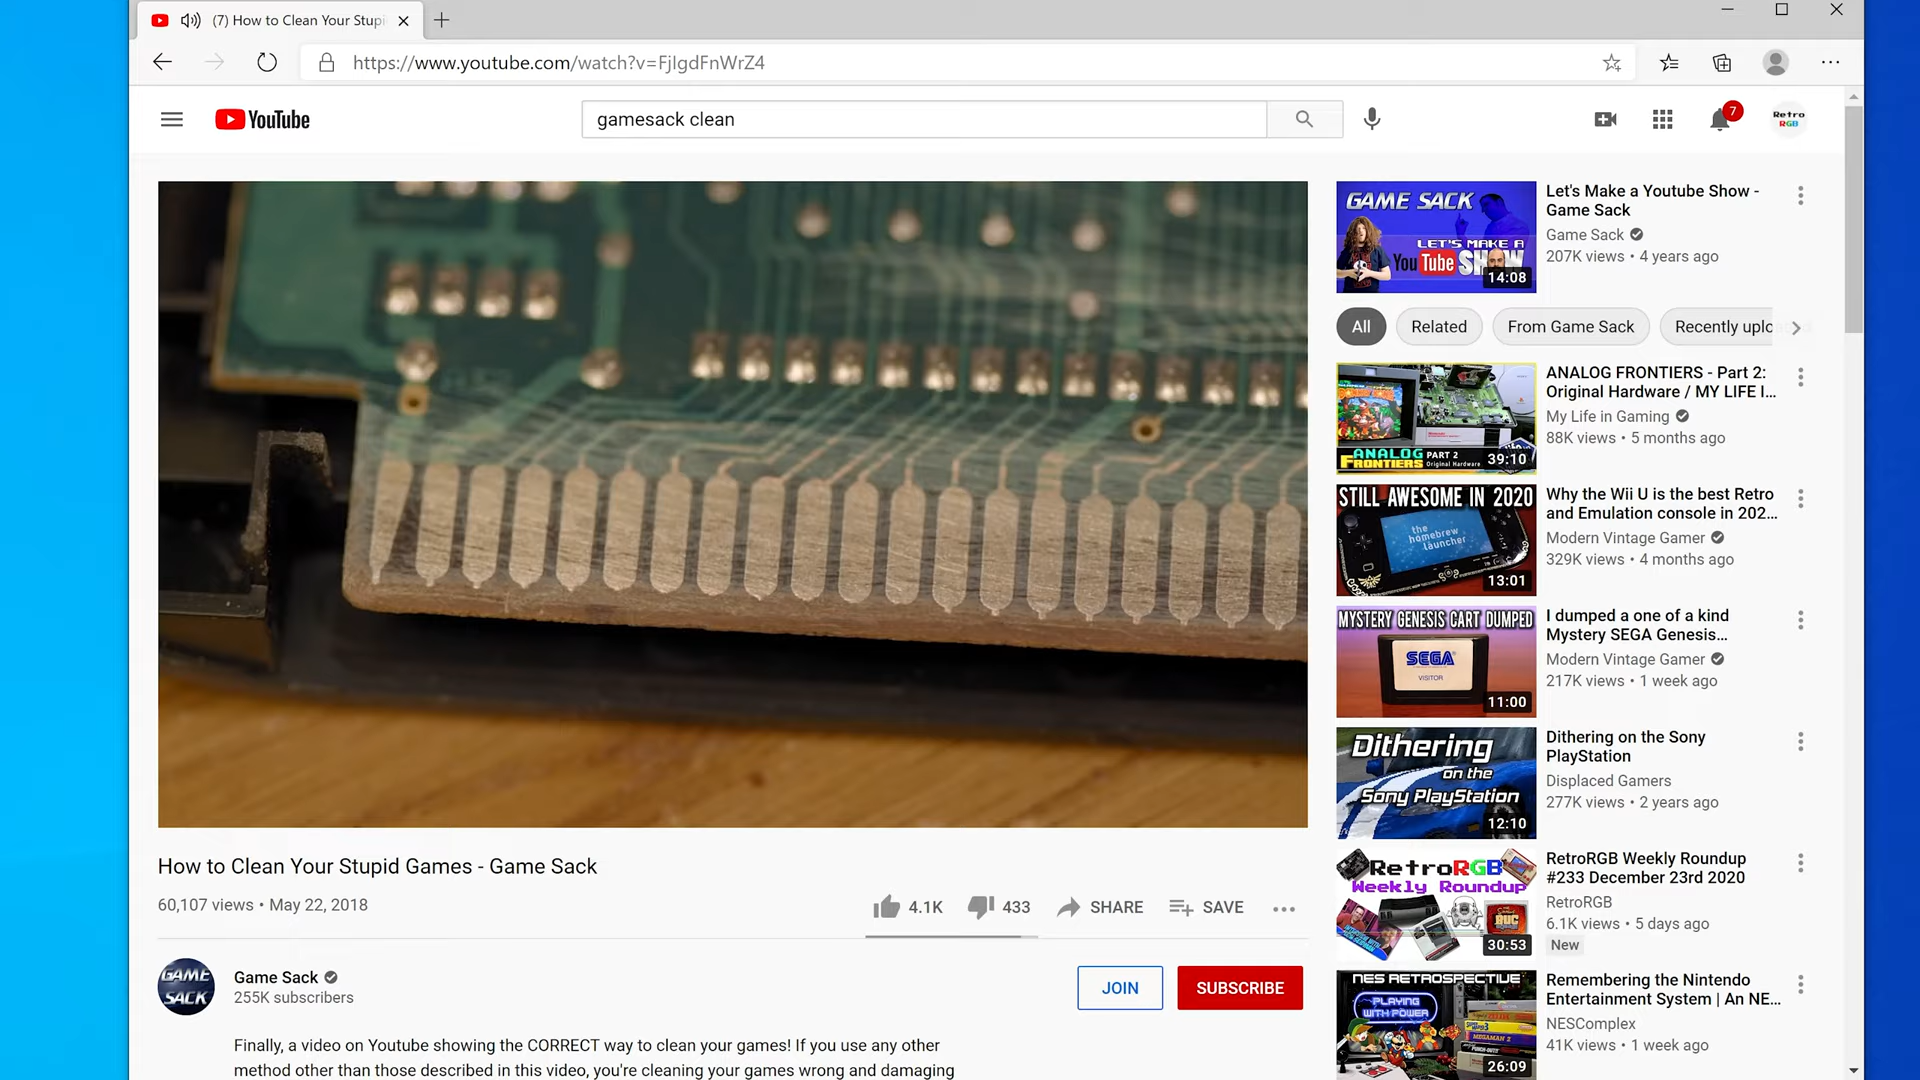 (7) How to Clean Your Stupi
https://www.youtube.com/watch?v=FjIgdFnWrZ4
YouTube
gamesack clean
7
Retro
RGB
GAME SACK
LET'S MAKE A
YouTube SHOW
14:08
Let's Make a Youtube Show -
Game Sack
Game Sack
207K views • 4 years ago
All
Related
From Game Sack
Recently uplo
ANALOG
FRONTIERS
PART 2
Original Hardware
39:10
ANALOG FRONTIERS - Part 2:
Original Hardware / MY LIFE I...
My Life in Gaming
88K views • 5 months ago
STILL AWESOME IN 2020
the
homebrew
launcher
13:01
Why the Wii U is the best Retro
and Emulation console in 202...
Modern Vintage Gamer
329K views • 4 months ago
MYSTERY GENESIS CART DUMPED
SEGA
VISITOR
11:00
I dumped a one of a kind
Mystery SEGA Genesis...
Modern Vintage Gamer
217K views • 1 week ago
Dithering
on the
Sony PlayStation
12:10
Dithering on the Sony
PlayStation
Displaced Gamers
277K views • 2 years ago
RetroRGB
Weekly Roundup
30:53
RetroRGB Weekly Roundup
#233 December 23rd 2020
RetroRGB
6.1K views • 5 days ago
New
NES RETROSPECTIVE
PLAYING
WITH POWER
26:09
Remembering the Nintendo
Entertainment System | An NE...
NESComplex
41K views • 1 week ago
How to Clean Your Stupid Games - Game Sack
60,107 views • May 22, 2018
4.1K
433
SHARE
SAVE
GAME
SACK
Game Sack
255K subscribers
JOIN
SUBSCRIBE
Finally, a video on Youtube showing the CORRECT way to clean your games! If you use any other
method other than those described in this video, you're cleaning your games wrong and damaging